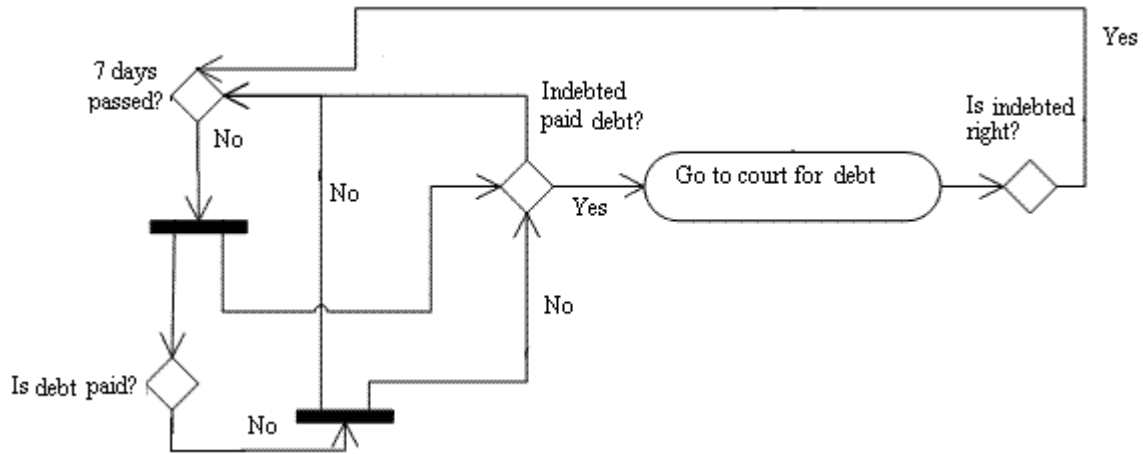 Yes
7 days
passed?
No
Indebted
paid debt?
Is indebted
right?
No
Go to court for debt
Yes
No
Is debt paid?
No